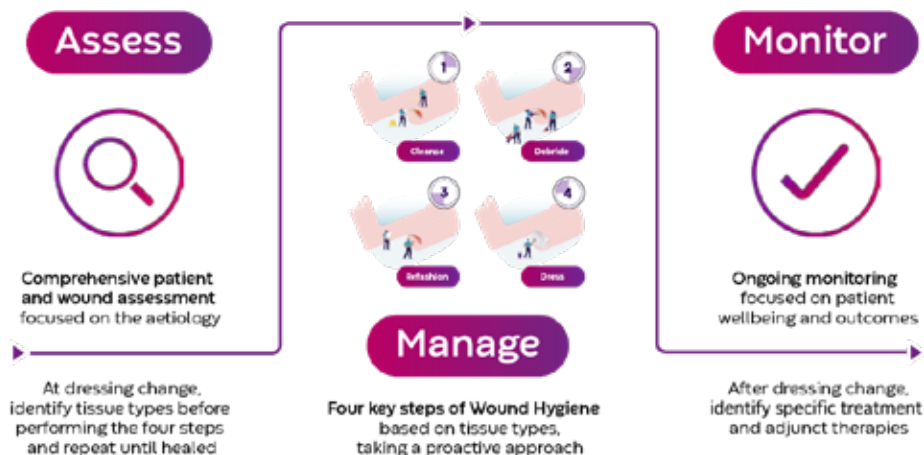 Assess
Comprehensive patient
and wound assessment
focused on the aetiology
At dressing change,
identify tissue types before
performing the four steps
and repeat until healed
1
Cleanse
2
Debride
3
Refashion
4
Dress
Manage
Four key steps of Wound Hygiene
based on tissue types,
taking a proactive approach
Monitor
Ongoing monitoring
focused on patient
wellbeing and outcomes
After dressing change,
identify specific treatment
and adjunct therapies